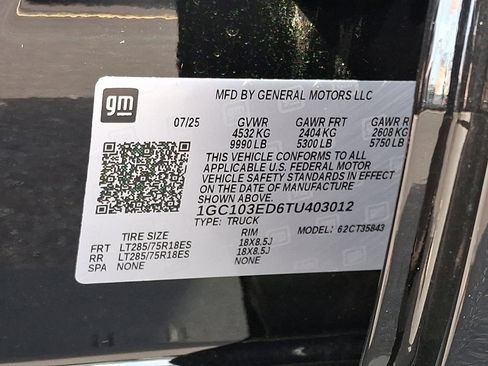 gm
MFD BY GENERAL MOTORS LLC
07/25 GVWR GAWR FRT GAWR R
4532 KG 2404 KG 2608 KG
9990 LB 5300 LB 5750 LB
THIS VEHICLE CONFORMS TO ALL
APPLICABLE U.S. FEDERAL MOTOR
VEHICLE SAFETY STANDARDS IN EFFECT
ON THE DATE OF MANUFACTURE
SHOWN ABOVE.
1GC103ED6TU403012
TYPE: TRUCK MODEL: 62CT35843
TIRE SIZE RIM
FRT LT285/75R18ES 18X8.5J
RR LT285/75R18ES 18X8.5J
SPA NONE NONE